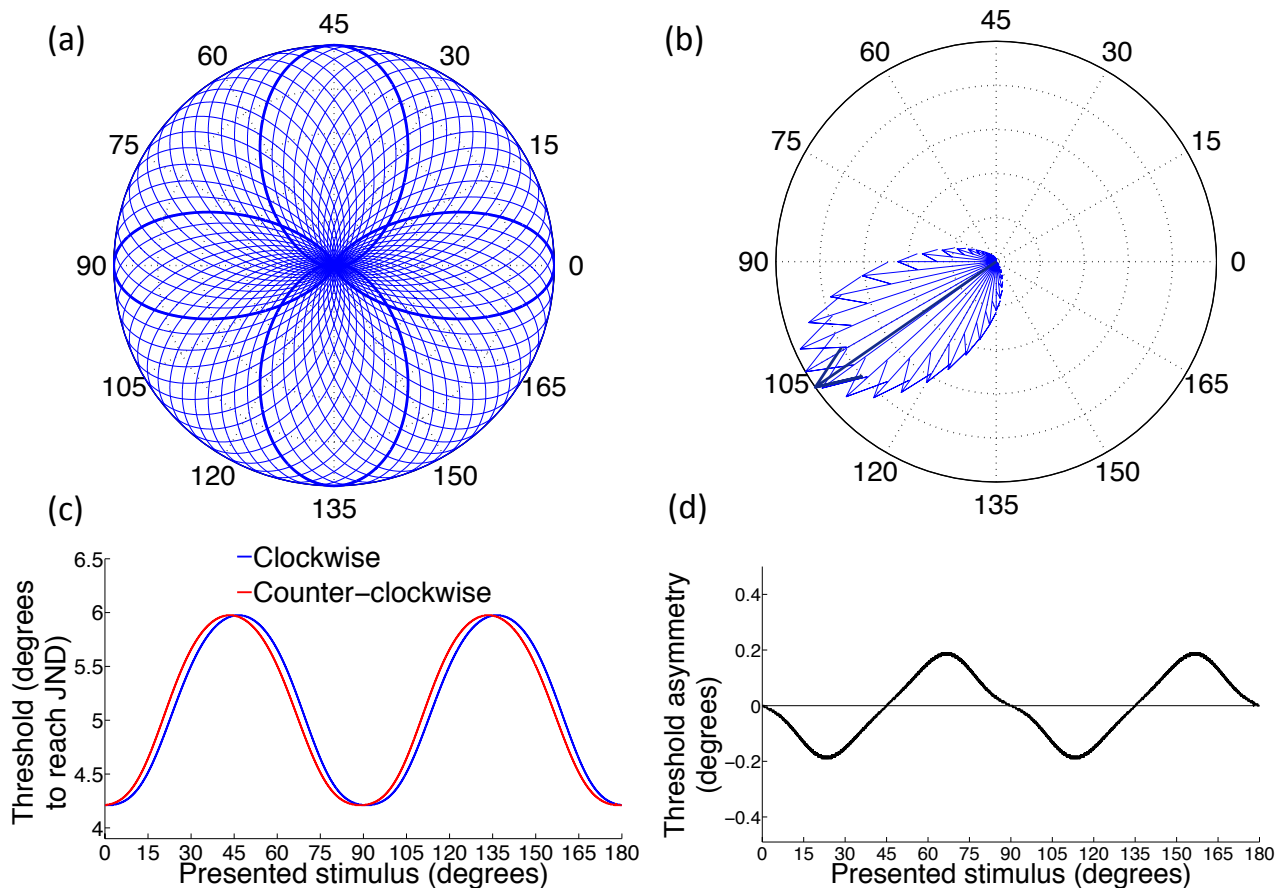 (a)
45
60
30
75
15
90
0
105
165
120
150
135
(b)
45
60
30
75
15
90
0
105
165
120
150
135
(c)
Clockwise
Counter-clockwise
Threshold (degrees
to reach JND)
6.5
6
5.5
5
4.5
4
0 15 30 45 60 75 90 105 120 135 150 165 180
Presented stimulus (degrees)
(d)
Threshold asymmetry
(degrees)
0.4
0.2
0
-0.2
-0.4
0 15 30 45 60 75 90 105 120 135 150 165 180
Presented stimulus (degrees)